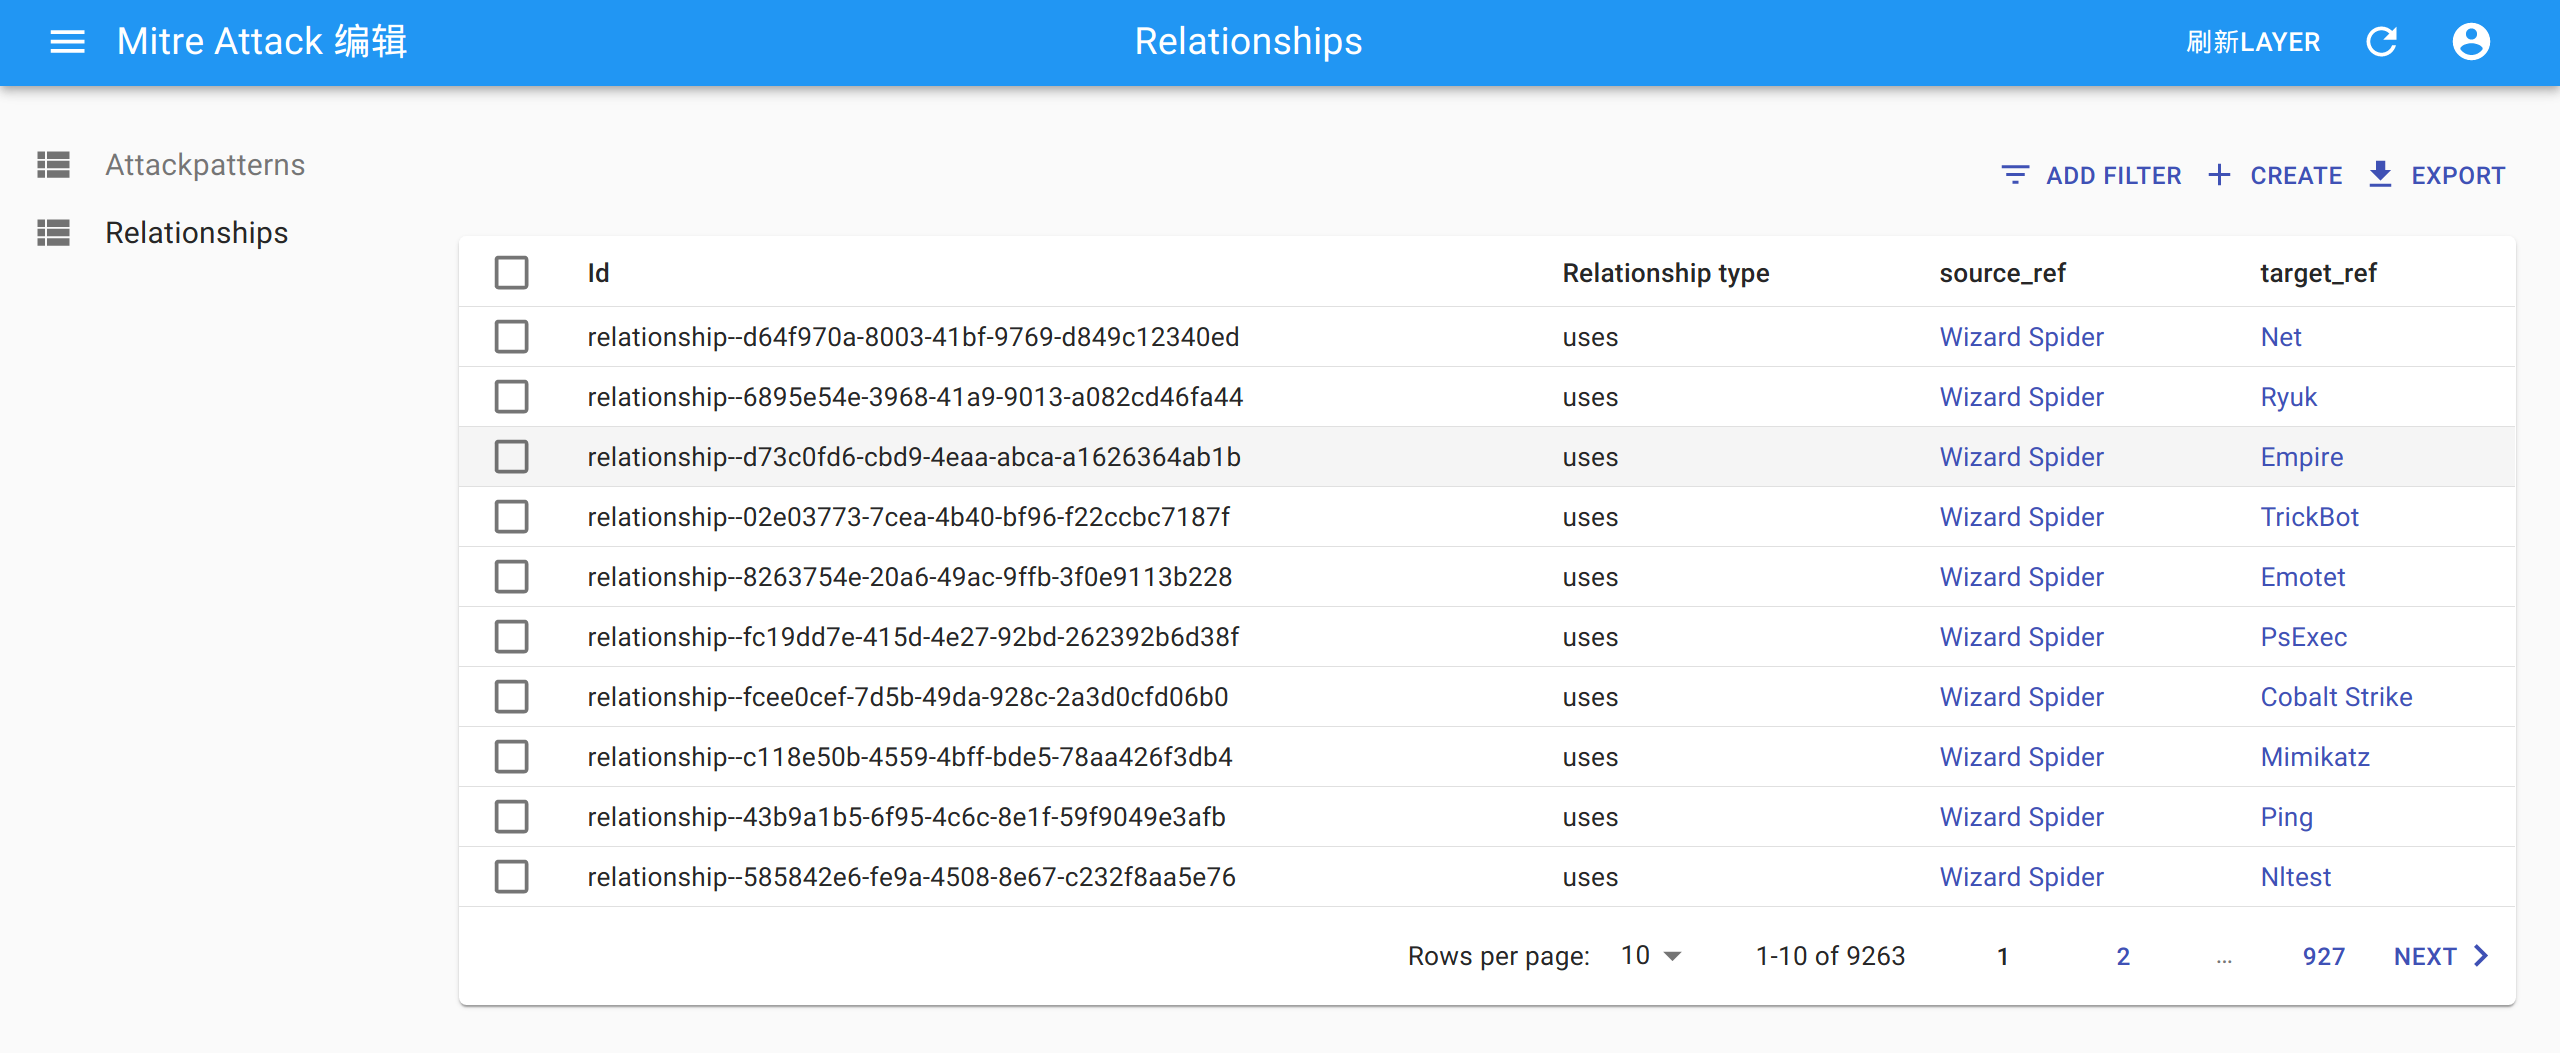 Mitre Attack 编辑
Relationships
刷新LAYER
Attackpatterns
Relationships
ADD FILTER CREATE EXPORT
Id Relationship type source_ref target_ref
relationship--d64f970a-8003-41bf-9769-d849c12340ed uses Wizard Spider Net
relationship--6895e54e-3968-41a9-9013-a082cd46fa44 uses Wizard Spider Ryuk
relationship--d73c0fd6-cbd9-4eaa-abca-a1626364ab1b uses Wizard Spider Empire
relationship--02e03773-7cea-4b40-bf96-f22ccbc7187f uses Wizard Spider TrickBot
relationship--8263754e-20a6-49ac-9ffb-3f0e9113b228 uses Wizard Spider Emotet
relationship--fc19dd7e-415d-4e27-92bd-262392b6d38f uses Wizard Spider PsExec
relationship--fcee0cef-7d5b-49da-928c-2a3d0cfd06b0 uses Wizard Spider Cobalt Strike
relationship--c118e50b-4559-4bff-bde5-78aa426f3db4 uses Wizard Spider Mimikatz
relationship--43b9a1b5-6f95-4c6c-8e1f-59f9049e3afb uses Wizard Spider Ping
relationship--585842e6-fe9a-4508-8e67-c232f8aa5e76 uses Wizard Spider Nltest
Rows per page: 10 1-10 of 9263 1 2 ... 927 NEXT